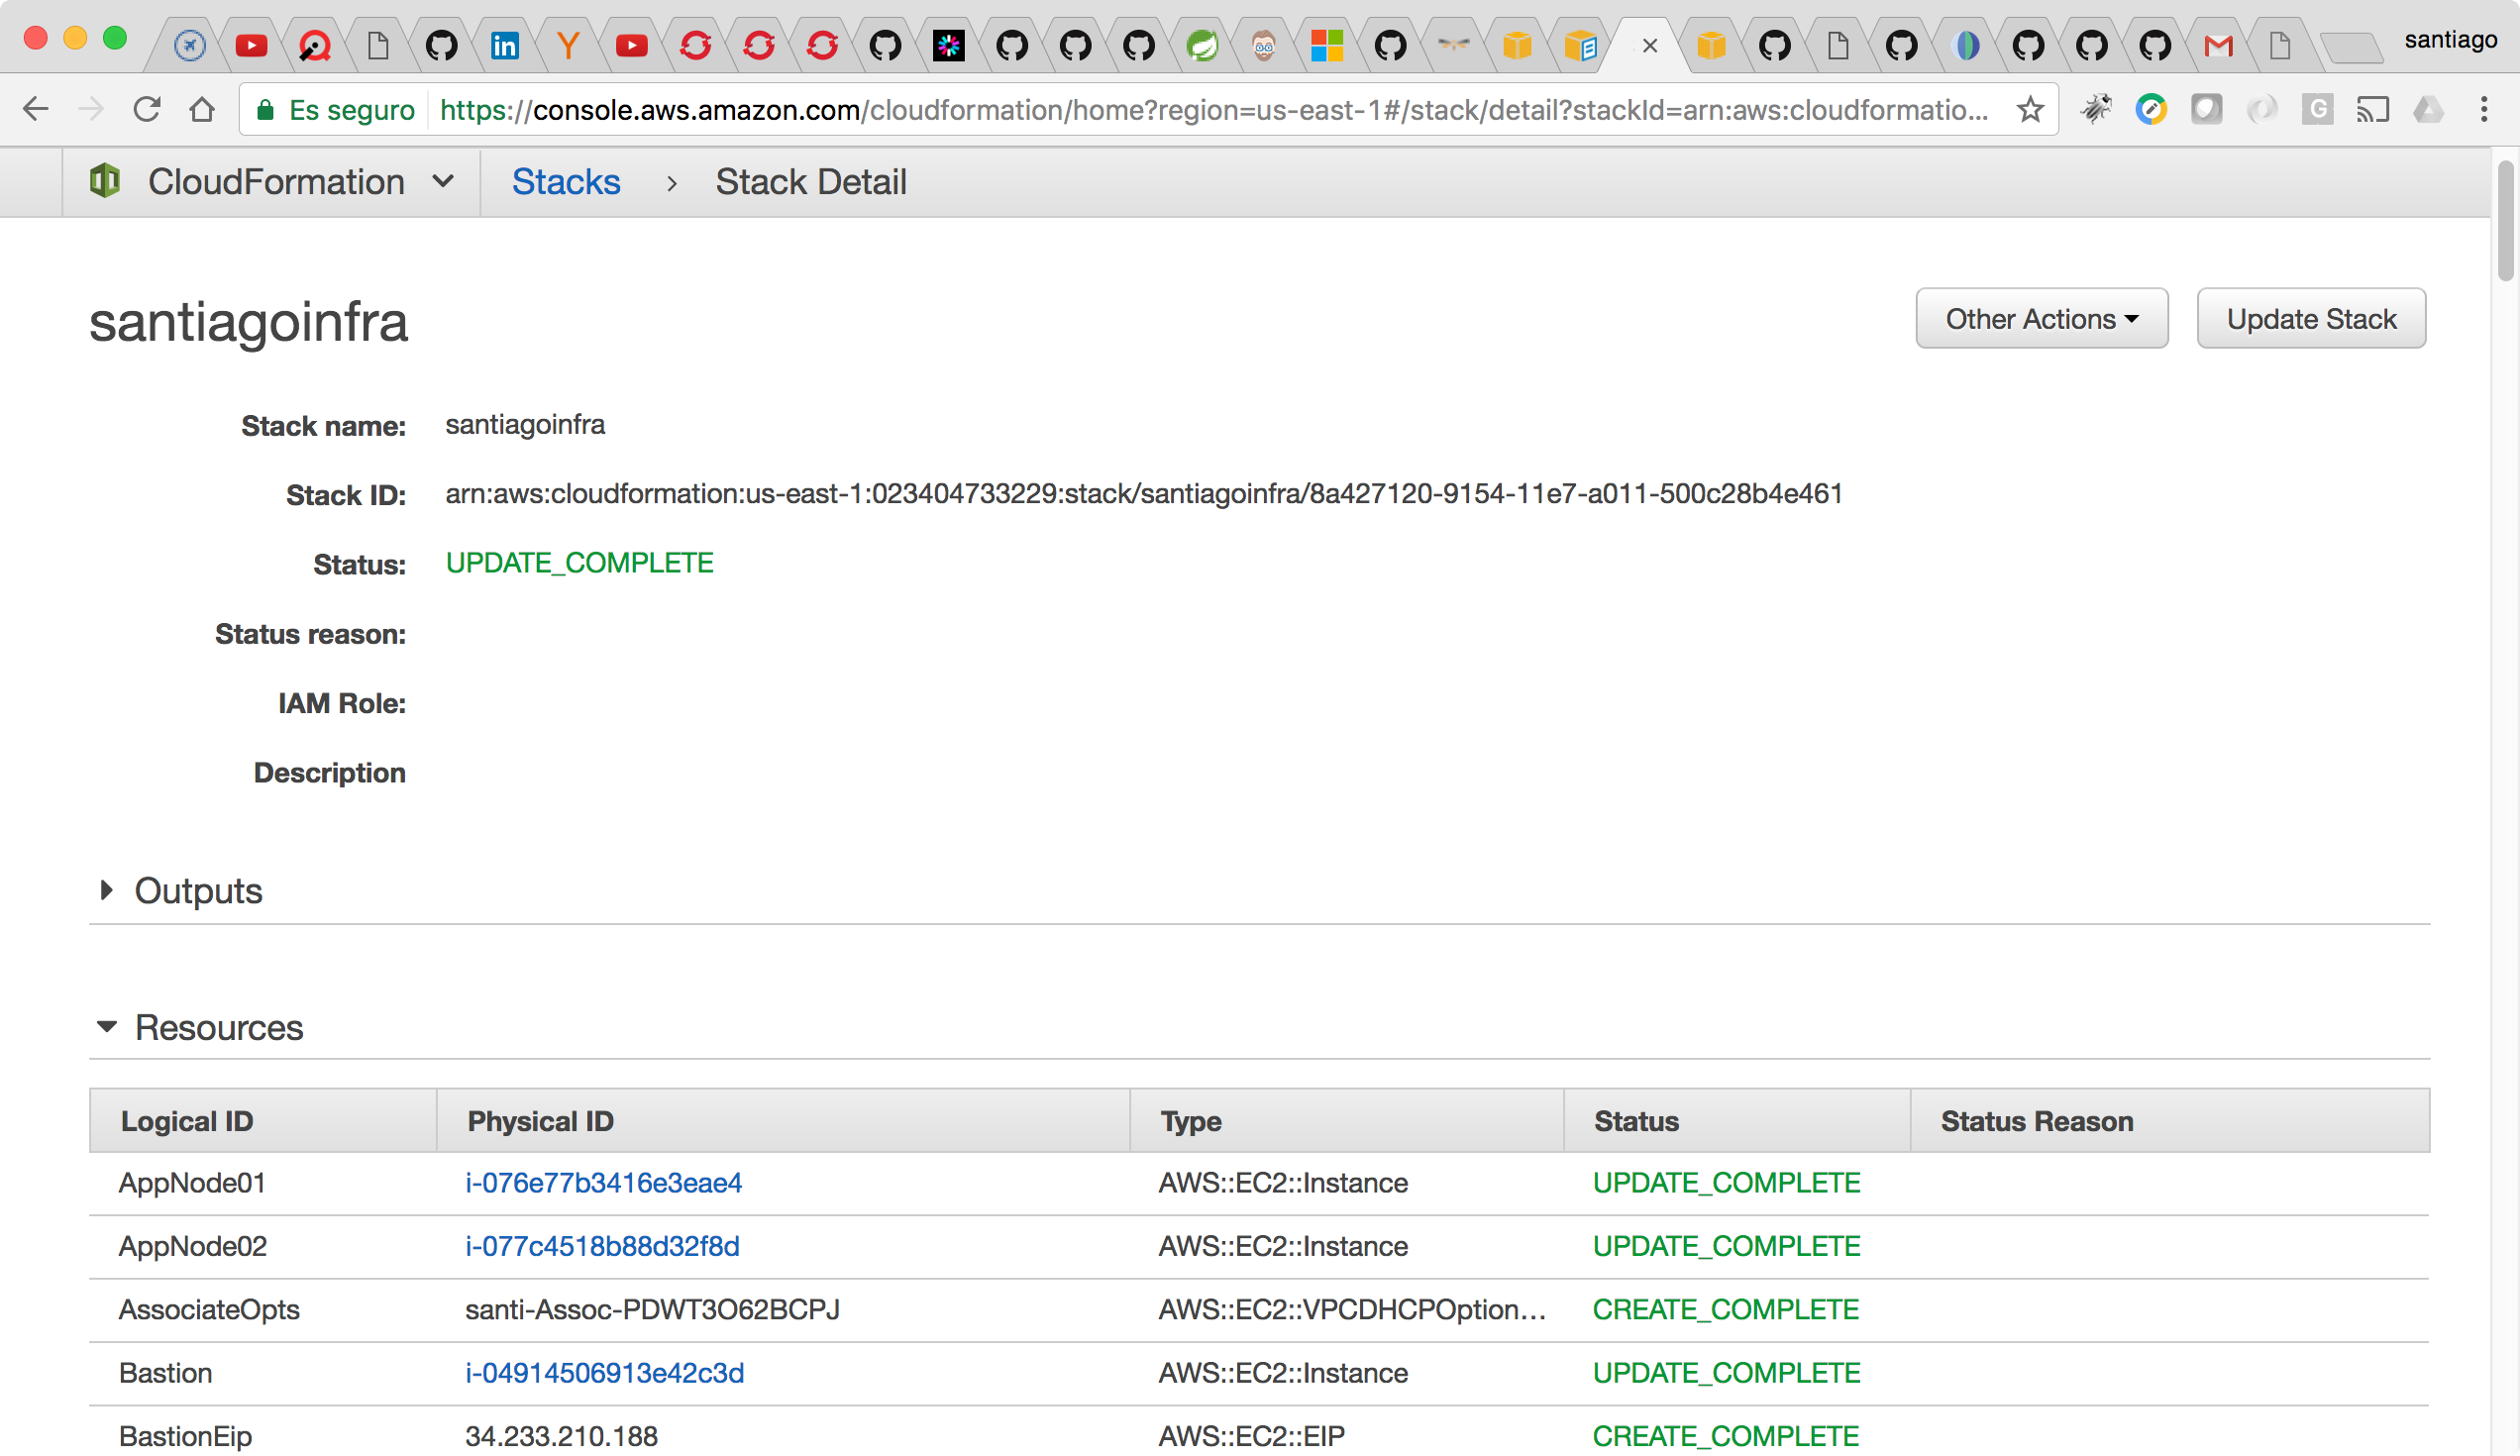 santiago
Es seguro https://console.aws.amazon.com/cloudformation/home?region=us-east-1#/stack/detail?stackId=arn:aws:cloudformatio...
CloudFormation Stacks > Stack Detail
santiagoinfra Other Actions Update Stack
Stack name: santiagoinfra
Stack ID: arn:aws:cloudformation:us-east-1:023404733229:stack/santiagoinfra/8a427120-9154-11e7-a011-500c28b4e461
Status: UPDATE_COMPLETE
Status reason:
IAM Role:
Description
Outputs
Resources
Logical ID Physical ID Type Status Status Reason
AppNode01 i-076e77b3416e3eae4 AWS::EC2::Instance UPDATE_COMPLETE
AppNode02 i-077c4518b88d32f8d AWS::EC2::Instance UPDATE_COMPLETE
AssociateOpts santi-Assoc-PDWT3O62BCPJ AWS::EC2::VPCDHCPOption... CREATE_COMPLETE
Bastion i-04914506913e42c3d AWS::EC2::Instance UPDATE_COMPLETE
BastionEip 34.233.210.188 AWS::EC2::EIP CREATE_COMPLETE